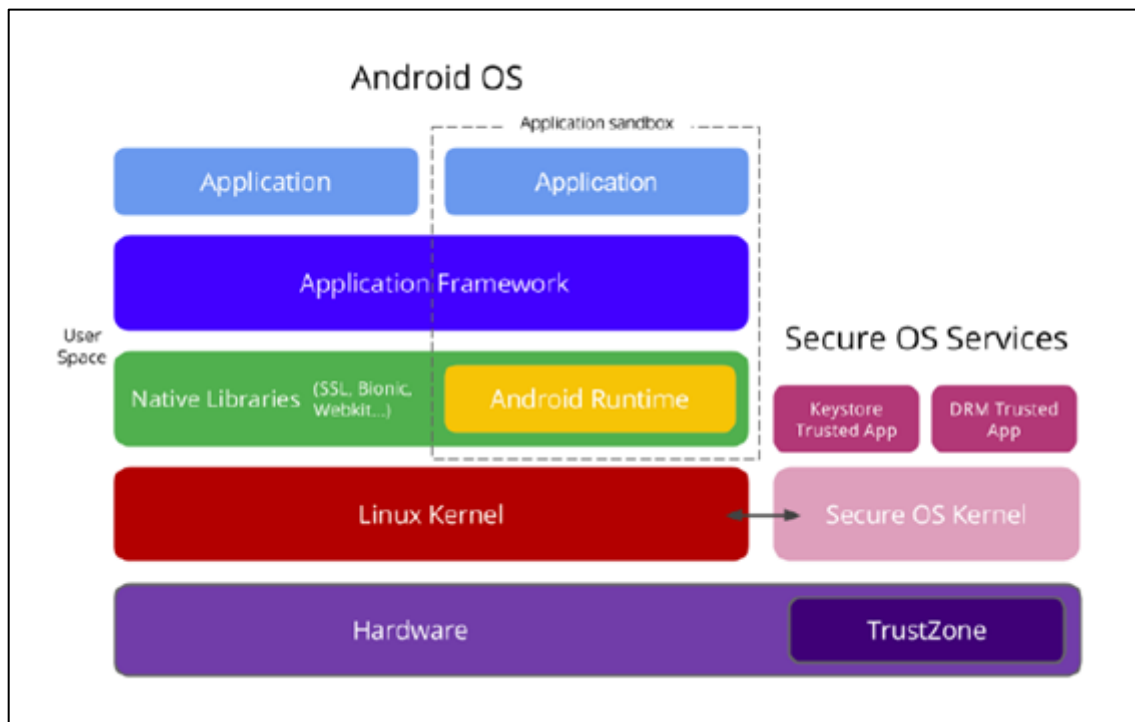 Android OS
Application sandbox
Application
Application
Application Framework
User
Space
Native Libraries
(SSL, Bionic,
Webkit...)
Android Runtime
Secure OS Services
Keystore
Trusted App
DRM Trusted
App
Linux Kernel
Secure OS Kernel
Hardware
TrustZone